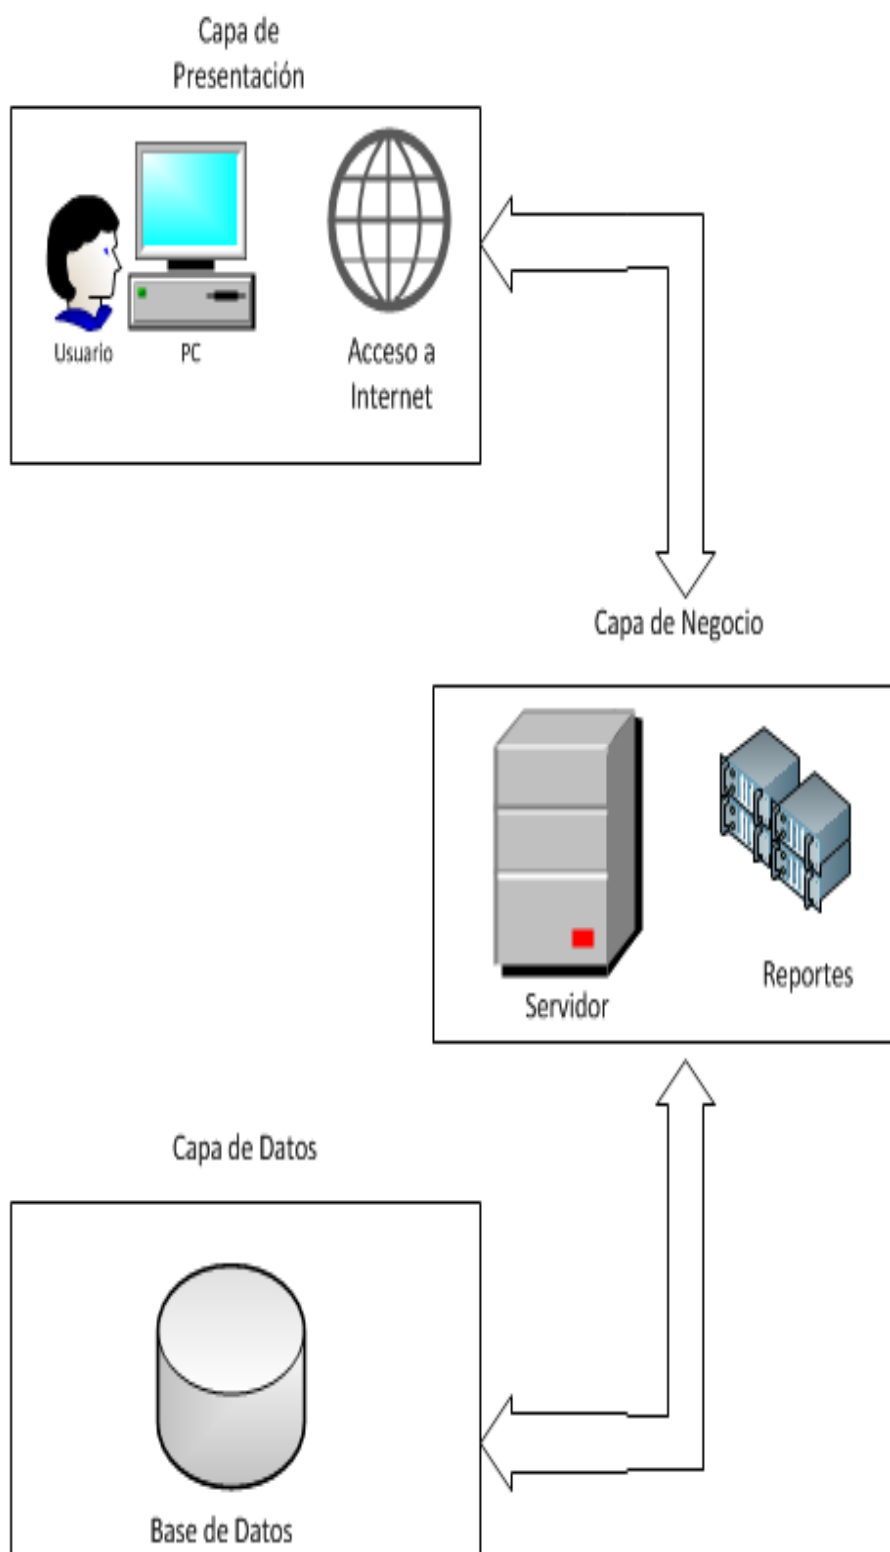 Capa de
Presentación
Usuario
PC
Acceso a
Internet
Capa de Negocio
Servidor
Reportes
Capa de Datos
Base de Datos